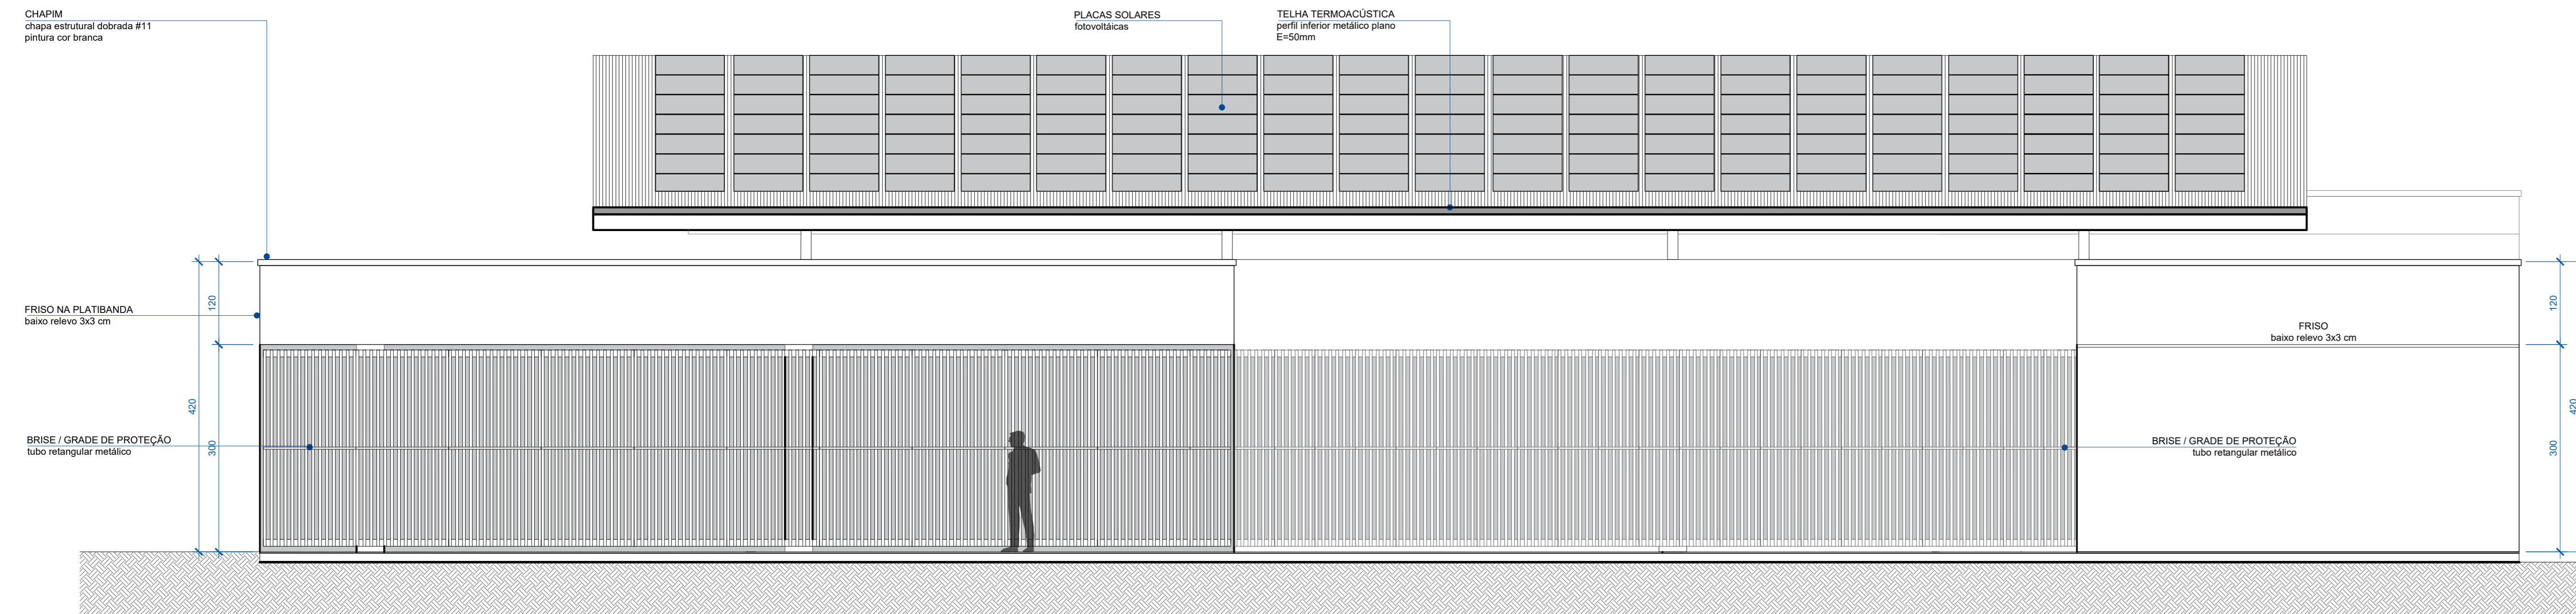 CHAPIM
chapa estrutural dobrada #11
pintura cor branca
PLACAS SOLARES
fotovoltáicas
TELHA TERMOACÚSTICA
perfil inferior metálico plano
E=50mm
FRISO NA PLATIBANDA
baixo relevo 3x3 cm
BRISE / GRADE DE PROTEÇÃO
tubo retangular metálico
420
120
300
FRISO
baixo relevo 3x3 cm
BRISE / GRADE DE PROTEÇÃO
tubo retangular metálico
120
300
420